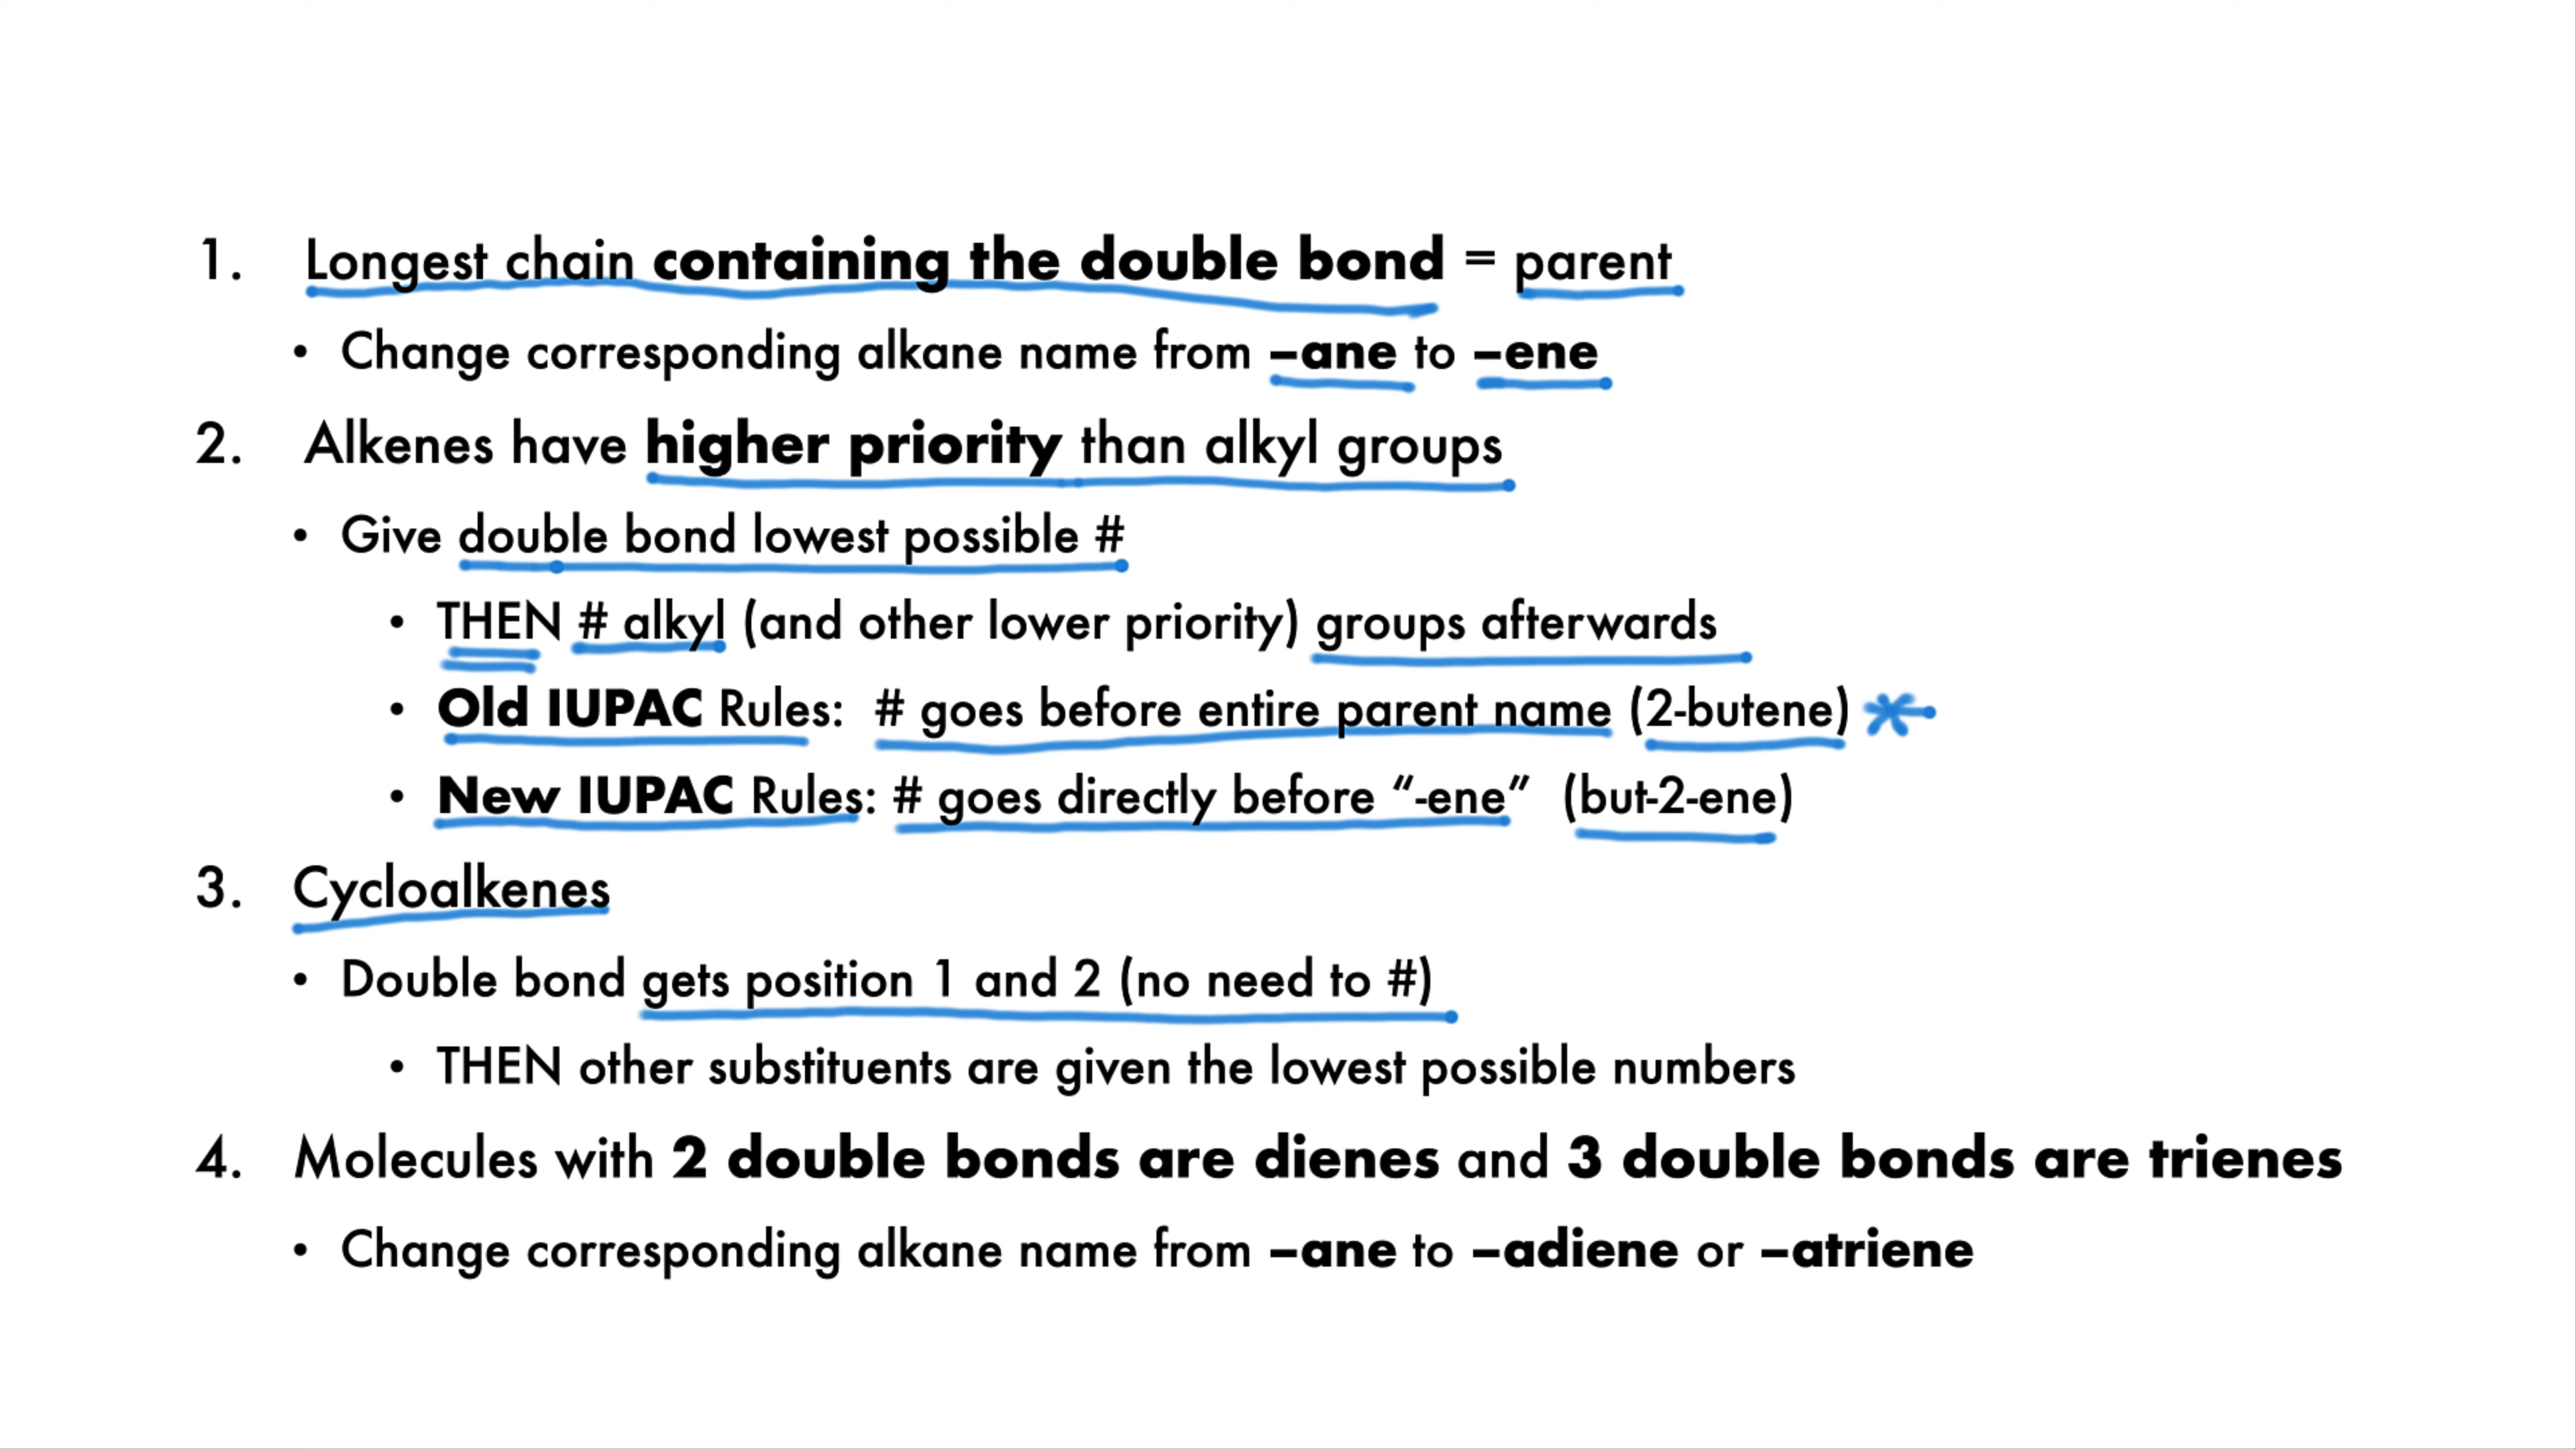 1. Longest chain containing the double bond = parent
• Change corresponding alkane name from –ane to –ene
2. Alkenes have higher priority than alkyl groups
• Give double bond lowest possible #
• THEN # alkyl (and other lower priority) groups afterwards
• Old IUPAC Rules: # goes before entire parent name (2-butene) *
• New IUPAC Rules: # goes directly before “-ene” (but-2-ene)
3. Cycloalkenes
• Double bond gets position 1 and 2 (no need to #)
• THEN other substituents are given the lowest possible numbers
4. Molecules with 2 double bonds are dienes and 3 double bonds are trienes
• Change corresponding alkane name from –ane to –adiene or –atriene